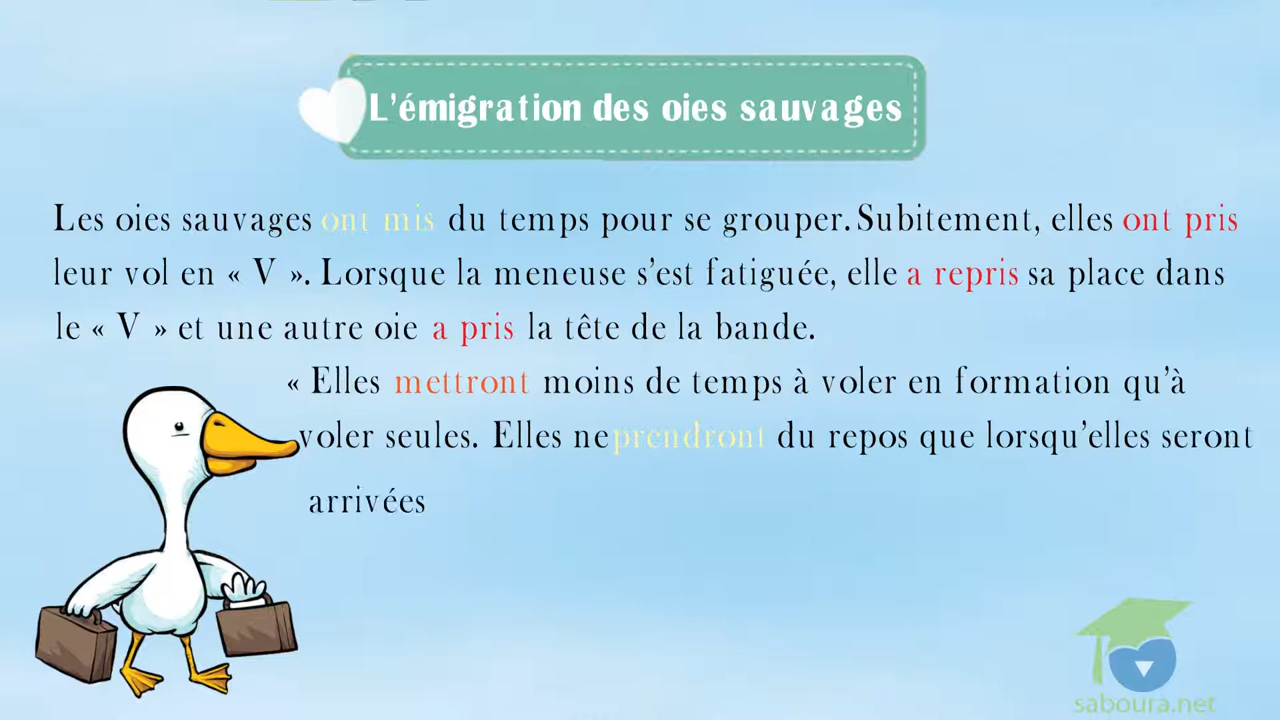 L'émigration des oies sauvages
Les oies sauvages ont mis du temps pour se grouper. Subitement, elles ont pris
leur vol en « V ». Lorsque la meneuse s'est fatiguée, elle a repris sa place dans
le « V » et une autre oie a pris la tête de la bande.
« Elles mettront moins de temps à voler en formation qu'à
voler seules. Elles ne prendront du repos que lorsqu'elles seront
arrivées
saboura.net